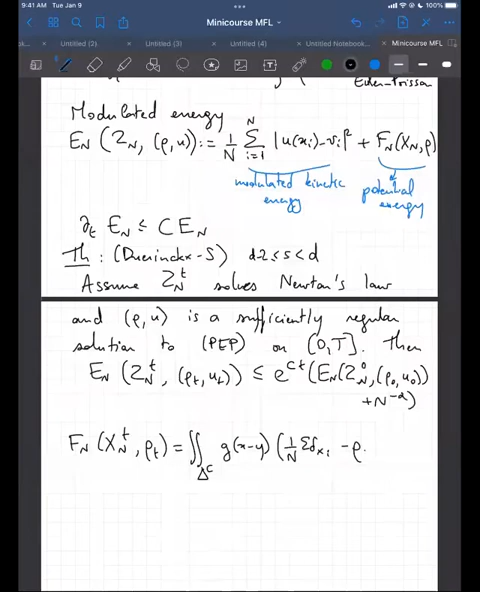 9:41 AM Tue Jan 9
100%
Minicourse MFL
Untitled (2)
Untitled (3)
Untitled (4)
Untitled Notebook...
Minicourse MFL
Euler-Poisson
Modulated energy
E_N (Z_N, (ρ, u)) := 1/N Σ_{i=1}^N |u(x_i) - v_i|² + F_N(X_N, ρ)
modulated kinetic energy
potential energy
∂_t E_N ≤ C E_N
Th : (Duerinckx - S) d-2 ≤ s < d
Assume Z_N^t solves Newton's law
and (ρ, u) is a sufficiently regular
solution to (PEP) on [0,T]. Then
E_N (Z_N^t, (ρ_t, u_t)) ≤ e^{Ct} (E_N(Z_N^0, (ρ_0, u_0))
+ N^{-α})
F_N (X_N^t, ρ_t) = ∬_{Δ^c} g(x-y) (1/N Σ δ_{x_i} - ρ